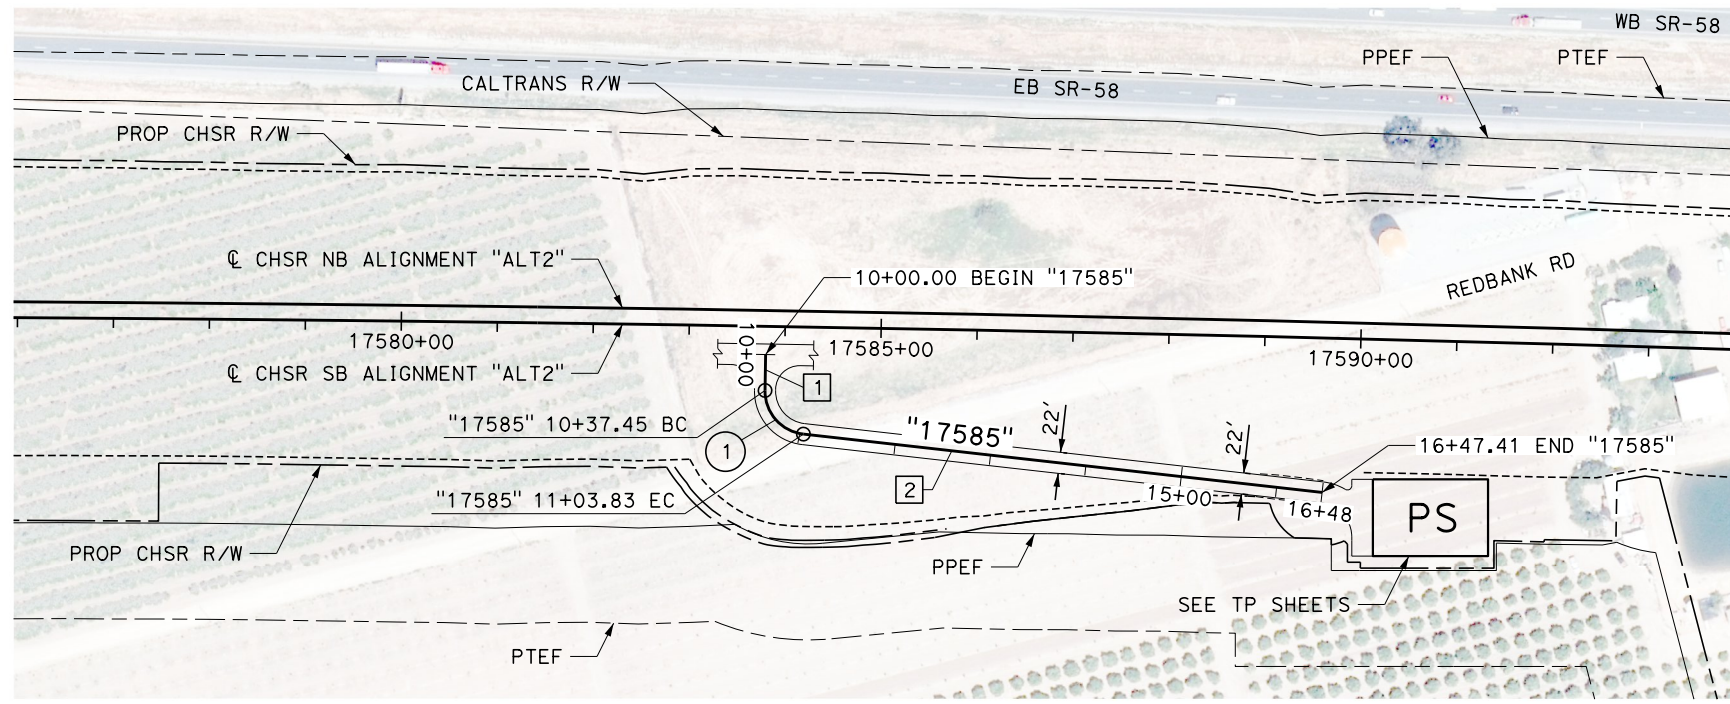 WB SR-58
PPEF
PTEF
CALTRANS R/W
EB SR-58
PROP CHSR R/W
REDBANK RD
℄ CHSR NB ALIGNMENT "ALT2"
10+00.00 BEGIN "17585"
17580+00
10+00
17585+00
17590+00
℄ CHSR SB ALIGNMENT "ALT2"
1
"17585" 10+37.45 BC
1
"17585"
22'
22'
16+47.41 END "17585"
2
"17585" 11+03.83 EC
15+00
16+48
PS
PROP CHSR R/W
PPEF
SEE TP SHEETS
PTEF